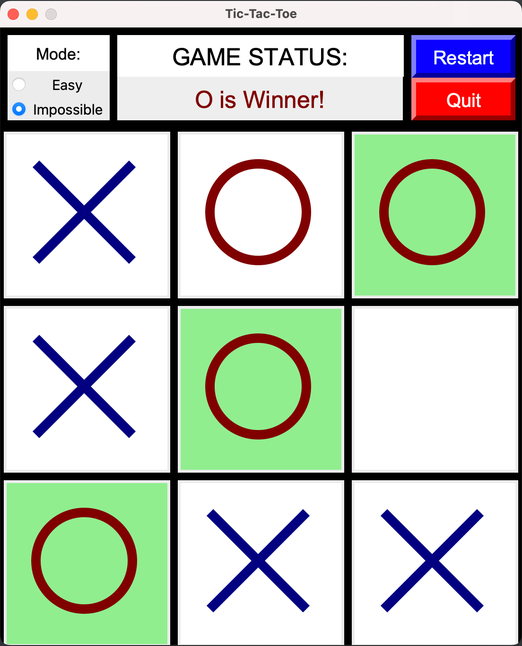 Tic-Tac-Toe
Mode:
Easy
Impossible
GAME STATUS:
O is Winner!
Restart
Quit